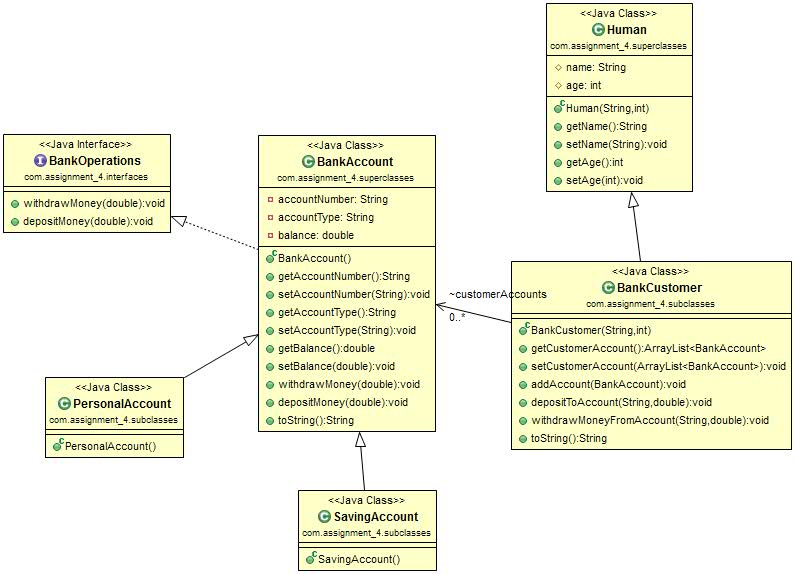 <<Java Class>>
Human
com.assignment_4.superclasses
name: String
age: int
Human(String,int)
getName():String
setName(String):void
getAge():int
setAge(int):void
<<Java Interface>>
BankOperations
com.assignment_4.interfaces
withdrawMoney(double):void
depositMoney(double):void
<<Java Class>>
BankAccount
com.assignment_4.superclasses
accountNumber: String
accountType: String
balance: double
BankAccount()
getAccountNumber():String
setAccountNumber(String):void
getAccountType():String
setAccountType(String):void
getBalance():double
setBalance(double):void
withdrawMoney(double):void
depositMoney(double):void
toString():String
~customerAccounts
0..*
<<Java Class>>
BankCustomer
com.assignment_4.subclasses
BankCustomer(String,int)
getCustomerAccount():ArrayList<BankAccount>
setCustomerAccount(ArrayList<BankAccount>):void
addAccount(BankAccount):void
depositToAccount(String,double):void
withdrawMoneyFromAccount(String,double):void
toString():String
<<Java Class>>
PersonalAccount
com.assignment_4.subclasses
PersonalAccount()
<<Java Class>>
SavingAccount
com.assignment_4.subclasses
SavingAccount()